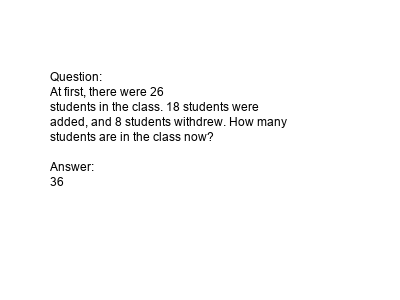 Question:
At first, there were 26
students in the class. 18 students were
added, and 8 students withdrew. How many
students are in the class now?

Answer:
36